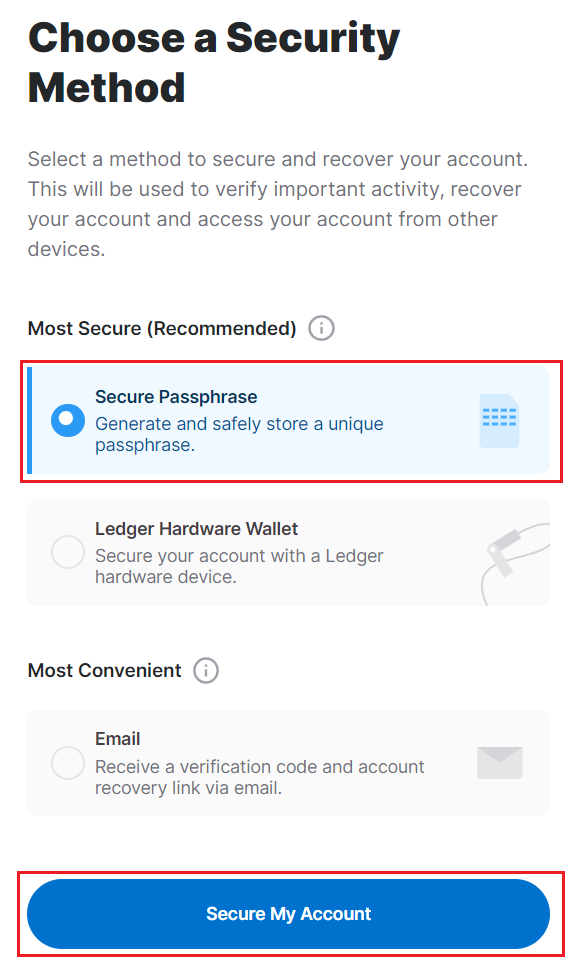 Choose a Security
Method
Select a method to secure and recover your account.
This will be used to verify important activity, recover
your account and access your account from other
devices.
Most Secure (Recommended)
Secure Passphrase
Generate and safely store a unique
passphrase.
Ledger Hardware Wallet
Secure your account with a Ledger
hardware device.
Most Convenient
Email
Receive a verification code and account
recovery link via email.
Secure My Account